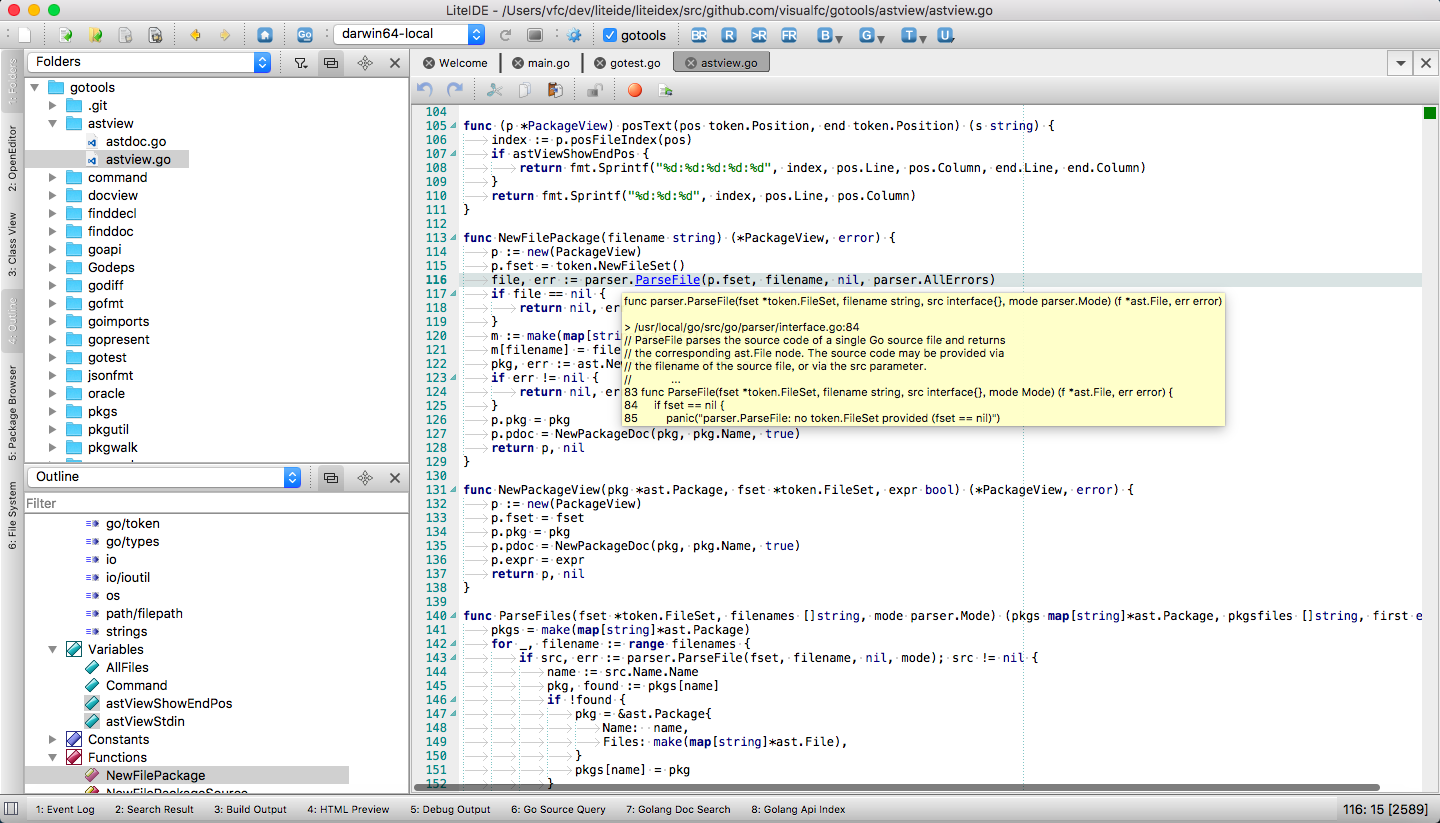 LiteIDE - /Users/vfc/dev/liteide/liteidex/src/github.com/visualfc/gotools/astview/astview.go
Go darwin64-local gotools BR R >R FR B G T U
Folders
1: Folders
2: OpenEditor
3: Class View
4: Outline
5: Package Browser
6: File System
gotools
.git
astview
astdoc.go
astview.go
command
docview
finddecl
finddoc
goapi
Godeps
godiff
gofmt
goimports
gopresent
gotest
jsonfmt
oracle
pkgs
pkgutil
pkgwalk
Outline
Filter
go/token
go/types
io
io/ioutil
os
path/filepath
strings
Variables
AllFiles
Command
astViewShowEndPos
astViewStdin
Constants
Functions
NewFilePackage
NewFilePackageSource
Welcome main.go gotest.go astview.go
104
105 func (p *PackageView) posText(pos token.Position, end token.Position) (s string) {
106 index := p.posFileIndex(pos)
107 if astViewShowEndPos {
108 return fmt.Sprintf("%d:%d:%d:%d:%d", index, pos.Line, pos.Column, end.Line, end.Column)
109 }
110 return fmt.Sprintf("%d:%d:%d", index, pos.Line, pos.Column)
111 }
112
113 func NewFilePackage(filename string) (*PackageView, error) {
114 p := new(PackageView)
115 p.fset = token.NewFileSet()
116 file, err := parser.ParseFile(p.fset, filename, nil, parser.AllErrors)
117 if file == nil {
118 return nil, er
119 }
120 m := make(map[stri
121 m[filename] = file
122 pkg, err := ast.Ne
123 if err != nil {
124 return nil, er
125 }
126 p.pkg = pkg
127 p.pdoc = NewPackageDoc(pkg, pkg.Name, true)
128 return p, nil
129 }
130
131 func NewPackageView(pkg *ast.Package, fset *token.FileSet, expr bool) (*PackageView, error) {
132 p := new(PackageView)
133 p.fset = fset
134 p.pkg = pkg
135 p.pdoc = NewPackageDoc(pkg, pkg.Name, true)
136 p.expr = expr
137 return p, nil
138 }
139
140 func ParseFiles(fset *token.FileSet, filenames []string, mode parser.Mode) (pkgs map[string]*ast.Package, pkgsfiles []string, first e
141 pkgs = make(map[string]*ast.Package)
142 for _, filename := range filenames {
143 if src, err := parser.ParseFile(fset, filename, nil, mode); src != nil {
144 name := src.Name.Name
145 pkg, found := pkgs[name]
146 if !found {
147 pkg = &ast.Package{
148 Name: name,
149 Files: make(map[string]*ast.File),
150 }
151 pkgs[name] = pkg
152 }
func parser.ParseFile(fset *token.FileSet, filename string, src interface{}, mode parser.Mode) (f *ast.File, err error)
> /usr/local/go/src/go/parser/interface.go:84
// ParseFile parses the source code of a single Go source file and returns
// the corresponding ast.File node. The source code may be provided via
// the filename of the source file, or via the src parameter.
// ...
83 func ParseFile(fset *token.FileSet, filename string, src interface{}, mode Mode) (f *ast.File, err error) {
84 if fset == nil {
85 panic("parser.ParseFile: no token.FileSet provided (fset == nil)")
1: Event Log 2: Search Result 3: Build Output 4: HTML Preview 5: Debug Output 6: Go Source Query 7: Golang Doc Search 8: Golang Api Index 116: 15 [2589]